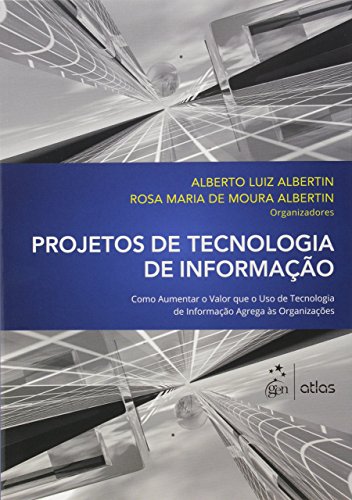 ALBERTO LUIZ ALBERTIN
ROSA MARIA DE MOURA ALBERTIN
Organizadores
PROJETOS DE TECNOLOGIA
DE INFORMAÇÃO
Como Aumentar o Valor que o Uso de Tecnologia
de Informação Agrega às Organizações
gen atlas